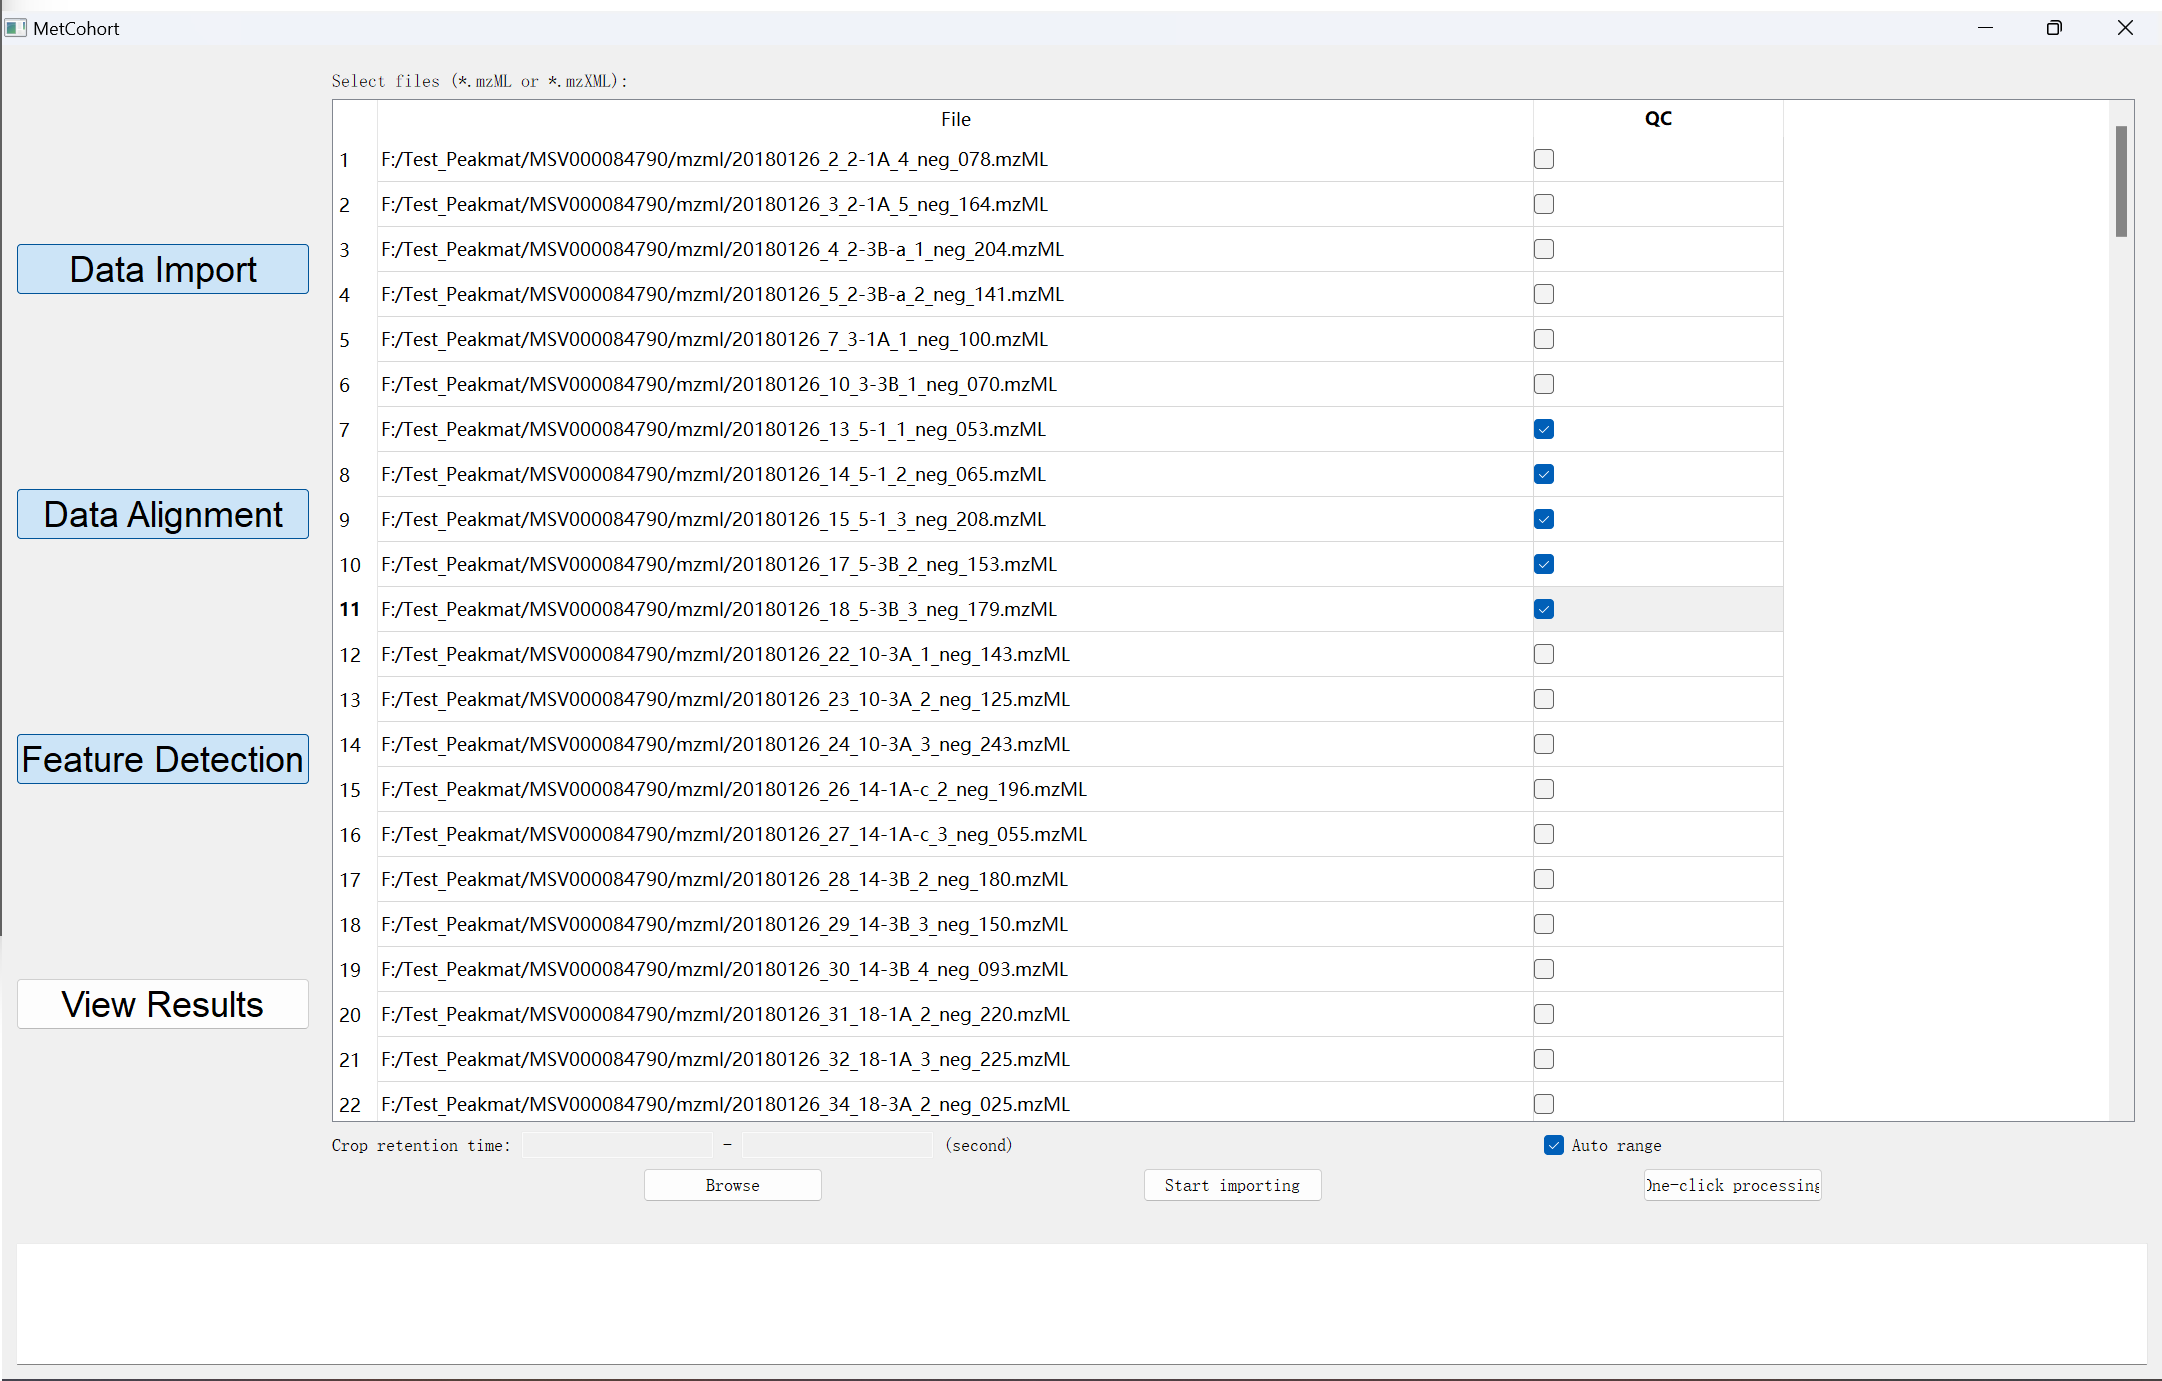 MetCohort
Select files (*.mzML or *.mzXML):
File QC
1 F:/Test_Peakmat/MSV000084790/mzml/20180126_2_2-1A_4_neg_078.mzML
2 F:/Test_Peakmat/MSV000084790/mzml/20180126_3_2-1A_5_neg_164.mzML
3 F:/Test_Peakmat/MSV000084790/mzml/20180126_4_2-3B-a_1_neg_204.mzML
Data Import
4 F:/Test_Peakmat/MSV000084790/mzml/20180126_5_2-3B-a_2_neg_141.mzML
5 F:/Test_Peakmat/MSV000084790/mzml/20180126_7_3-1A_1_neg_100.mzML
6 F:/Test_Peakmat/MSV000084790/mzml/20180126_10_3-3B_1_neg_070.mzML
7 F:/Test_Peakmat/MSV000084790/mzml/20180126_13_5-1_1_neg_053.mzML
8 F:/Test_Peakmat/MSV000084790/mzml/20180126_14_5-1_2_neg_065.mzML
Data Alignment
9 F:/Test_Peakmat/MSV000084790/mzml/20180126_15_5-1_3_neg_208.mzML
10 F:/Test_Peakmat/MSV000084790/mzml/20180126_17_5-3B_2_neg_153.mzML
11 F:/Test_Peakmat/MSV000084790/mzml/20180126_18_5-3B_3_neg_179.mzML
12 F:/Test_Peakmat/MSV000084790/mzml/20180126_22_10-3A_1_neg_143.mzML
13 F:/Test_Peakmat/MSV000084790/mzml/20180126_23_10-3A_2_neg_125.mzML
14 F:/Test_Peakmat/MSV000084790/mzml/20180126_24_10-3A_3_neg_243.mzML
Feature Detection
15 F:/Test_Peakmat/MSV000084790/mzml/20180126_26_14-1A-c_2_neg_196.mzML
16 F:/Test_Peakmat/MSV000084790/mzml/20180126_27_14-1A-c_3_neg_055.mzML
17 F:/Test_Peakmat/MSV000084790/mzml/20180126_28_14-3B_2_neg_180.mzML
18 F:/Test_Peakmat/MSV000084790/mzml/20180126_29_14-3B_3_neg_150.mzML
19 F:/Test_Peakmat/MSV000084790/mzml/20180126_30_14-3B_4_neg_093.mzML
View Results
20 F:/Test_Peakmat/MSV000084790/mzml/20180126_31_18-1A_2_neg_220.mzML
21 F:/Test_Peakmat/MSV000084790/mzml/20180126_32_18-1A_3_neg_225.mzML
22 F:/Test_Peakmat/MSV000084790/mzml/20180126_34_18-3A_2_neg_025.mzML
Crop retention time: - (second) Auto range
Browse Start importing One-click processing